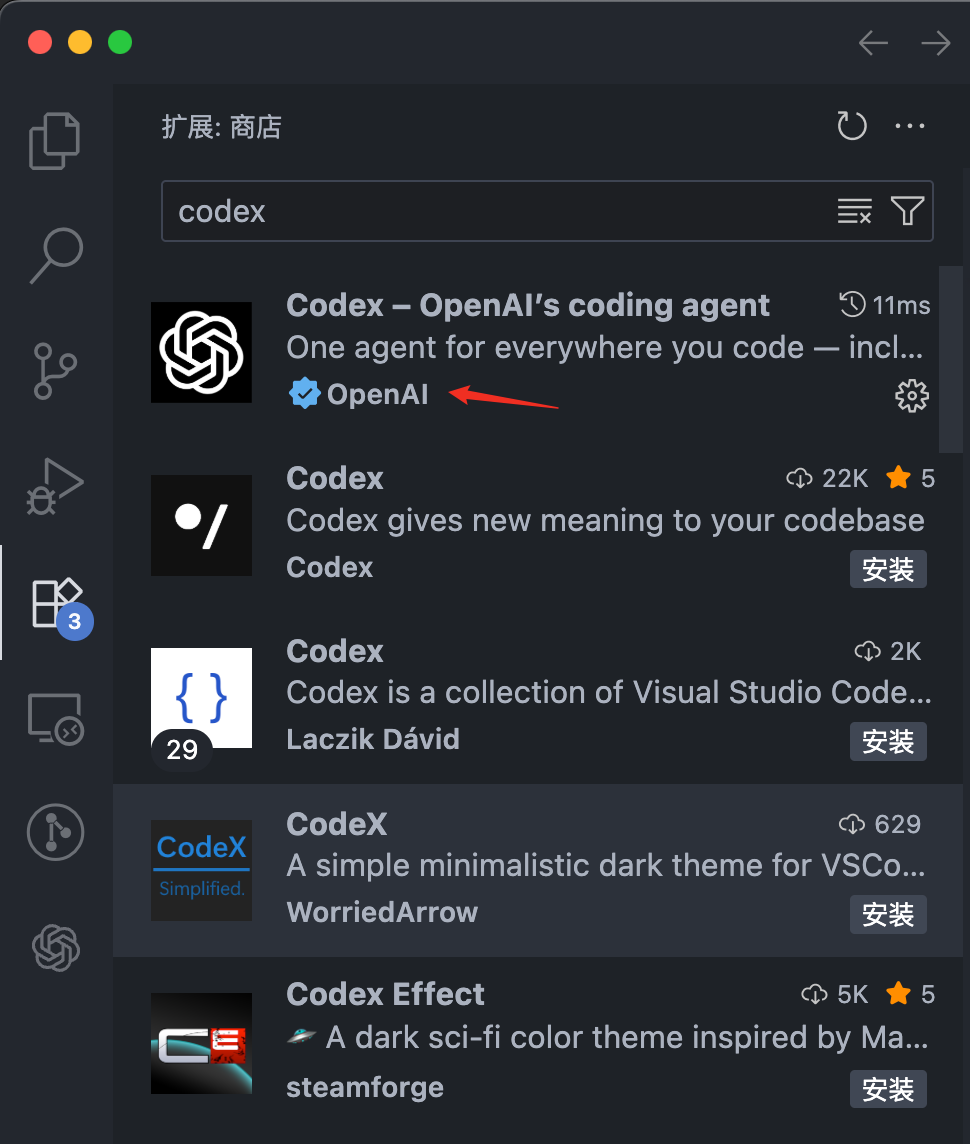 扩展: 商店
codex
Codex – OpenAI’s coding agent 11ms
One agent for everywhere you code — incl...
OpenAI
Codex 22K 5
Codex gives new meaning to your codebase
Codex 安装
3
Codex 2K
{ }
Codex is a collection of Visual Studio Code...
29
Laczik Dávid 安装
CodeX 629
CodeX
Simplified.
A simple minimalistic dark theme for VSCo...
WorriedArrow 安装
Codex Effect 5K 5
CE
A dark sci-fi color theme inspired by Ma...
steamforge 安装